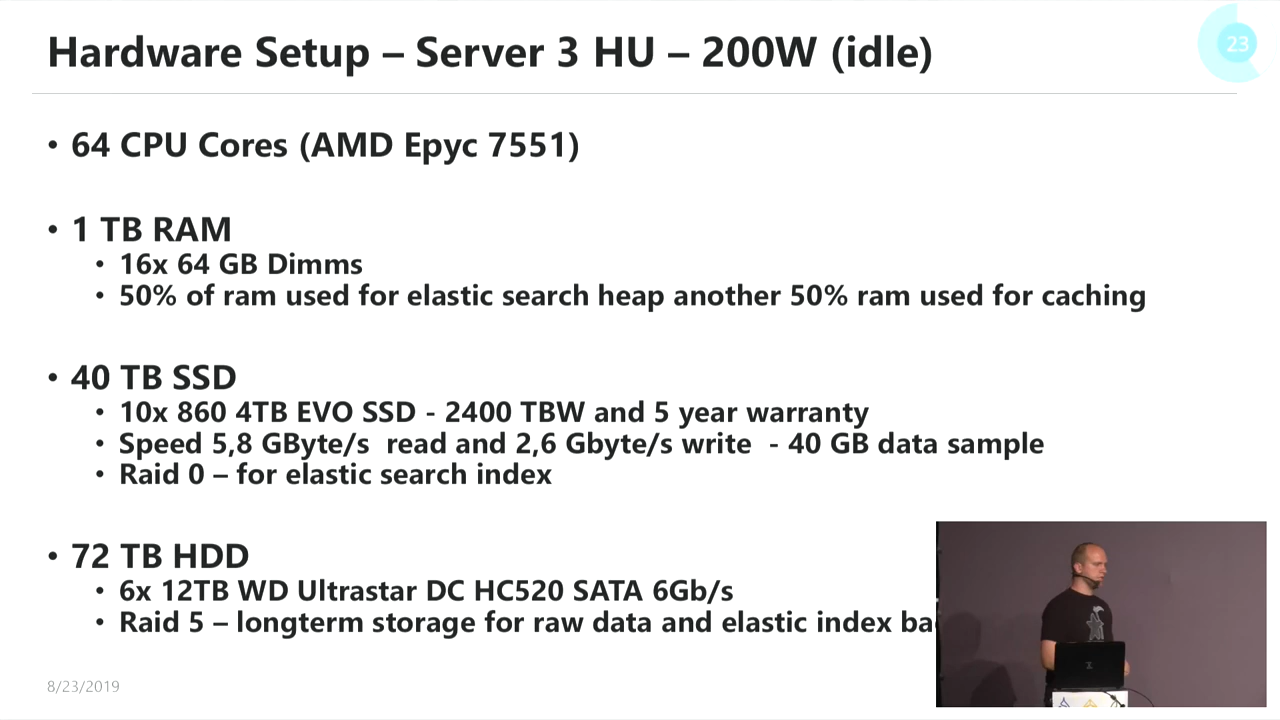 Hardware Setup – Server 3 HU – 200W (idle)
23
• 64 CPU Cores (AMD Epyc 7551)
• 1 TB RAM
• 16x 64 GB Dimms
• 50% of ram used for elastic search heap another 50% ram used for caching
• 40 TB SSD
• 10x 860 4TB EVO SSD - 2400 TBW and 5 year warranty
• Speed 5,8 GByte/s  read and 2,6 Gbyte/s write  - 40 GB data sample
• Raid 0 – for elastic search index
• 72 TB HDD
• 6x 12TB WD Ultrastar DC HC520 SATA 6Gb/s
• Raid 5 – longterm storage for raw data and elastic index
8/23/2019